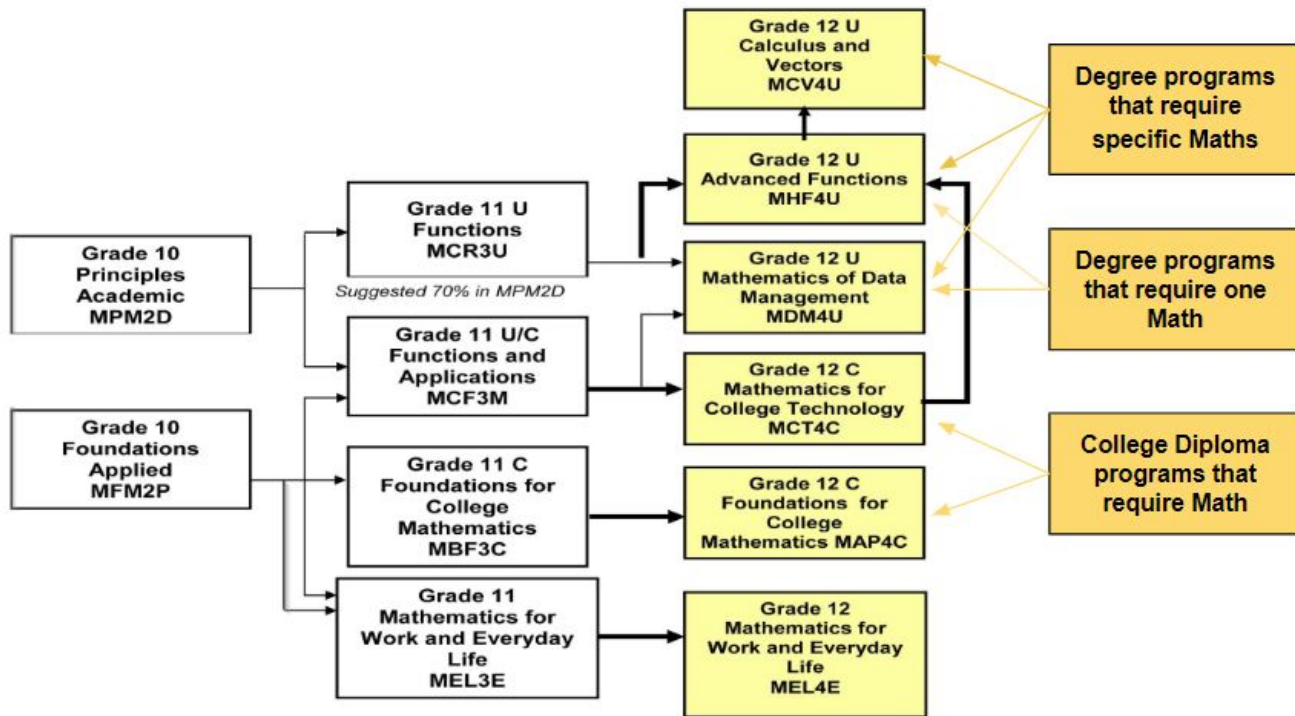 Grade 10
Principles
Academic
MPM2D
Grade 10
Foundations
Applied
MFM2P
Grade 11 U
Functions
MCR3U
Suggested 70% in MPM2D
Grade 11 U/C
Functions and
Applications
MCF3M
Grade 11 C
Foundations for
College
Mathematics
MBF3C
Grade 11
Mathematics for
Work and Everyday
Life
MEL3E
Grade 12 U
Calculus and
Vectors
MCV4U
Grade 12 U
Advanced Functions
MHF4U
Grade 12 U
Mathematics of Data
Management
MDM4U
Grade 12 C
Mathematics for
College Technology
MCT4C
Grade 12 C
Foundations for
College
Mathematics MAP4C
Grade 12
Mathematics for
Work and Everyday
Life
MEL4E
Degree programs
that require
specific Maths
Degree programs
that require one
Math
College Diploma
programs that
require Math